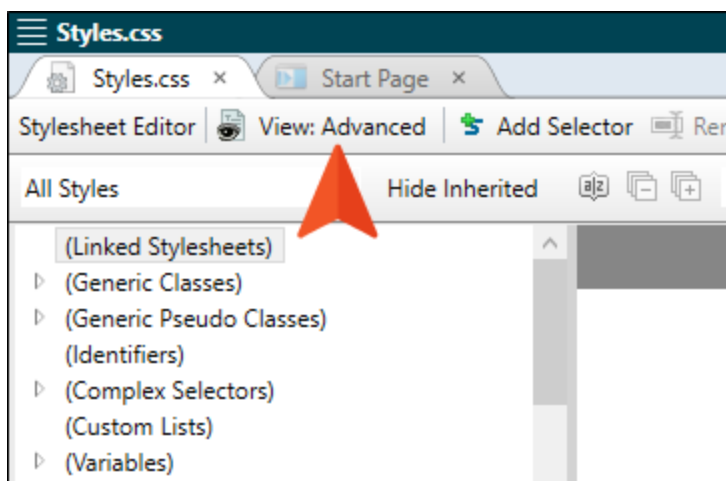 Styles.css
Styles.css × Start Page ×
Stylesheet Editor View: Advanced Add Selector
All Styles Hide Inherited a|z
(Linked Stylesheets)
(Generic Classes)
(Generic Pseudo Classes)
(Identifiers)
(Complex Selectors)
(Custom Lists)
(Variables)